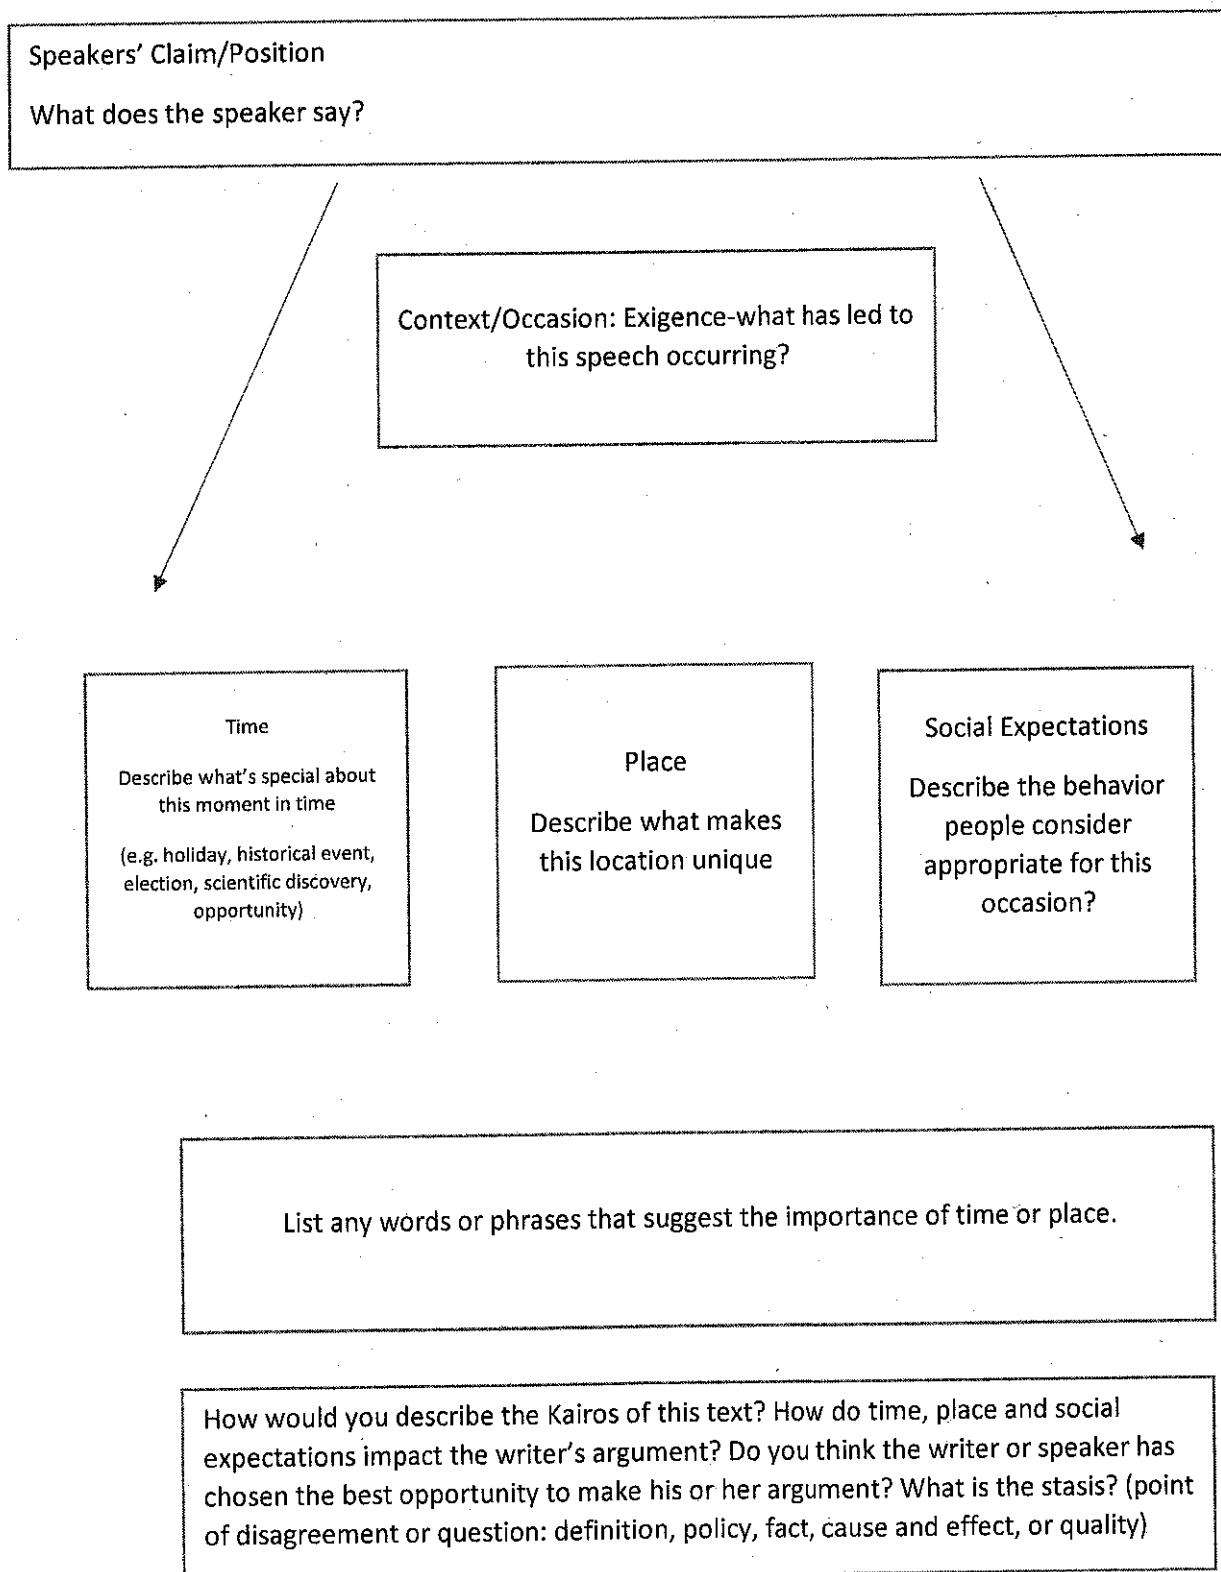 Speakers' Claim/Position
What does the speaker say?
Context/Occasion: Exigence-what has led to
this speech occurring?
Time
Describe what's special about
this moment in time
(e.g. holiday, historical event,
election, scientific discovery,
opportunity)
Place
Describe what makes
this location unique
Social Expectations
Describe the behavior
people consider
appropriate for this
occasion?
List any words or phrases that suggest the importance of time or place.
How would you describe the Kairos of this text? How do time, place and social
expectations impact the writer's argument? Do you think the writer or speaker has
chosen the best opportunity to make his or her argument? What is the stasis? (point
of disagreement or question: definition, policy, fact, cause and effect, or quality)